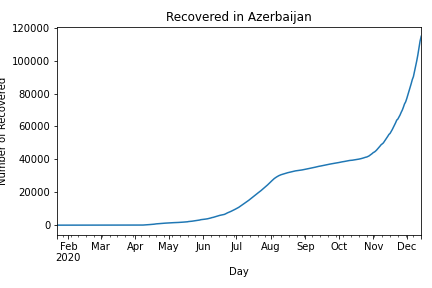 Recovered in Azerbaijan
120000
100000
80000
60000
40000
20000
0
Number of Recovered
Feb Mar Apr May Jun Jul Aug Sep Oct Nov Dec
2020
Day